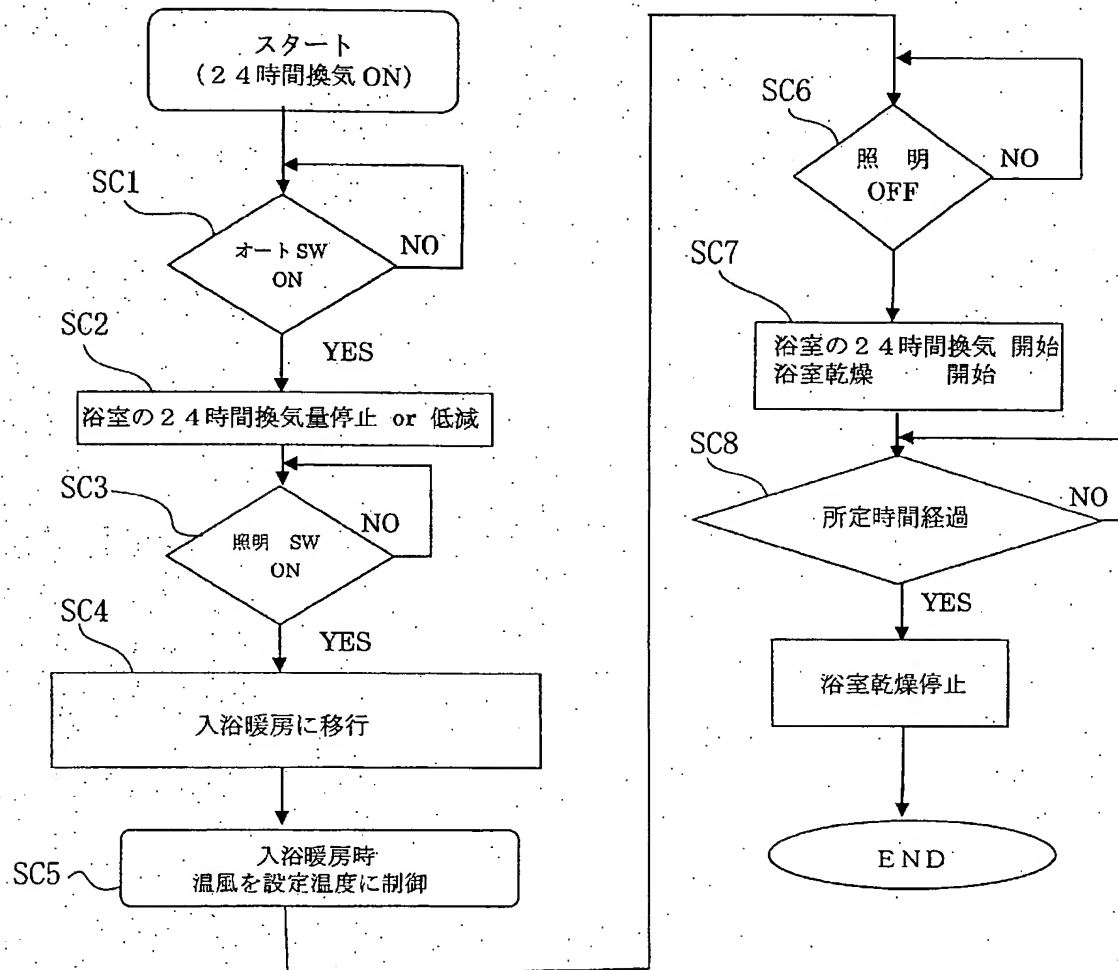 スタート
(24時間換気 ON)
SC1
オート SW
ON
NO
SC2
YES
浴室の24時間換気量停止 or 低減
SC3
照明 SW
ON
NO
SC4
YES
入浴暖房に移行
SC5
入浴暖房時
温風を設定温度に制御
SC6
照 明
OFF
NO
SC7
浴室の24時間換気 開始
浴室乾燥 開始
SC8
所定時間経過
NO
YES
浴室乾燥停止
END